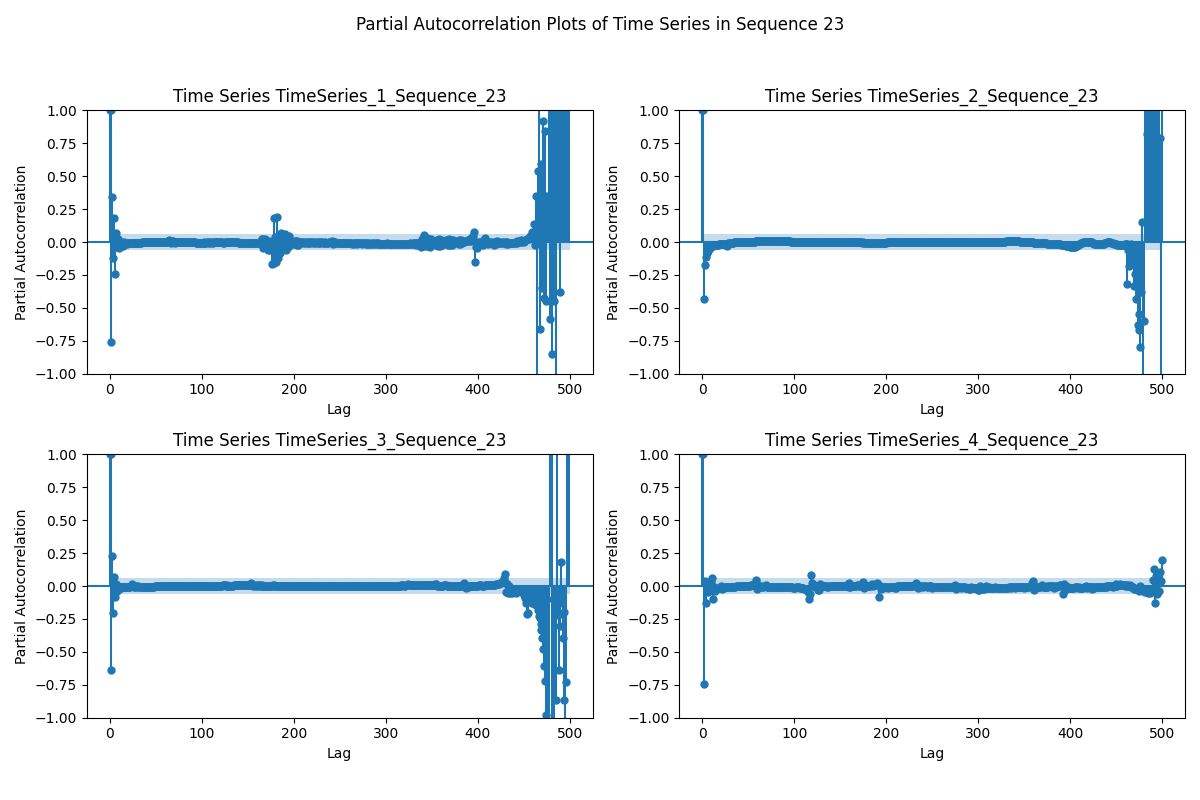 Partial Autocorrelation Plots of Time Series in Sequence 23
Time Series TimeSeries_1_Sequence_23
Partial Autocorrelation
1.00
0.75
0.50
0.25
0.00
−0.25
−0.50
−0.75
−1.00
0 100 200 300 400 500
Lag
Time Series TimeSeries_2_Sequence_23
Partial Autocorrelation
1.00
0.75
0.50
0.25
0.00
−0.25
−0.50
−0.75
−1.00
0 100 200 300 400 500
Lag
Time Series TimeSeries_3_Sequence_23
Partial Autocorrelation
1.00
0.75
0.50
0.25
0.00
−0.25
−0.50
−0.75
−1.00
0 100 200 300 400 500
Lag
Time Series TimeSeries_4_Sequence_23
Partial Autocorrelation
1.00
0.75
0.50
0.25
0.00
−0.25
−0.50
−0.75
−1.00
0 100 200 300 400 500
Lag